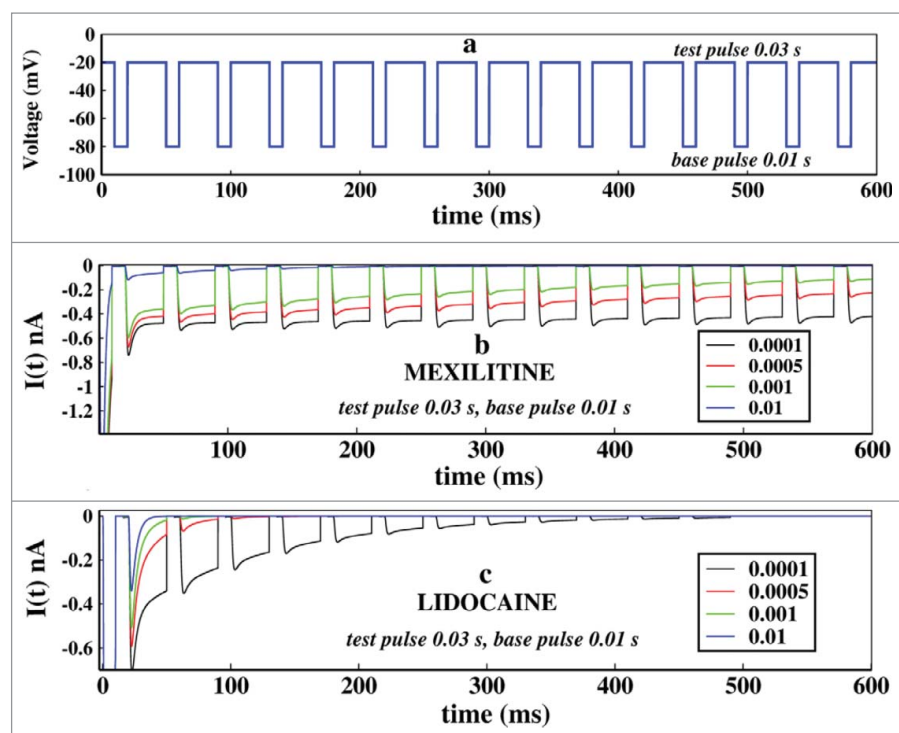 a
test pulse 0.03 s
base pulse 0.01 s
Voltage (mV)
0
-20
-40
-60
-80
-100
0 100 200 300 400 500 600
time (ms)
I(t) nA
0
-0.2
-0.4
-0.6
-0.8
-1
-1.2
b
MEXILITINE
test pulse 0.03 s, base pulse 0.01 s
0.0001
0.0005
0.001
0.01
100 200 300 400 500 600
time (ms)
I(t) nA
0
-0.2
-0.4
-0.6
c
LIDOCAINE
test pulse 0.03 s, base pulse 0.01 s
0.0001
0.0005
0.001
0.01
0 100 200 300 400 500 600
time (ms)